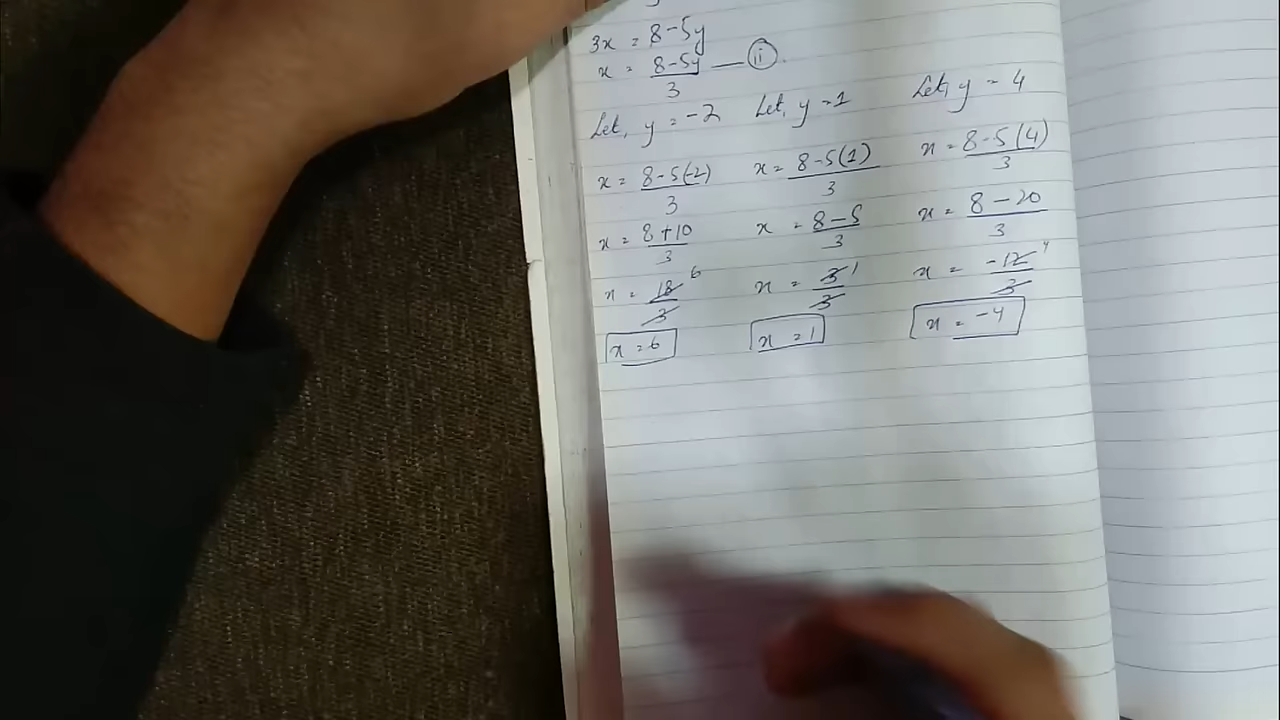 3x = 8-5y
x = 8-5y/3 — (ii).
Let, y = -2 Let, y = 1 Let, y = 4
x = 8-5(-2)/3 x = 8-5(1)/3 x = 8-5(4)/3
x = 8+10/3 x = 8-5/3 x = 8-20/3
x = 18/3 6 x = 3/3 1 x = -12/3 4
x = 6 x = 1 x = -4